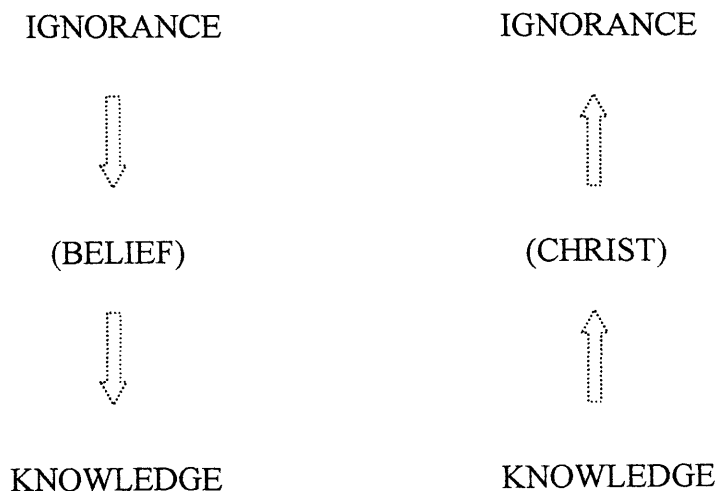 IGNORANCE
(BELIEF)
KNOWLEDGE
IGNORANCE
(CHRIST)
KNOWLEDGE